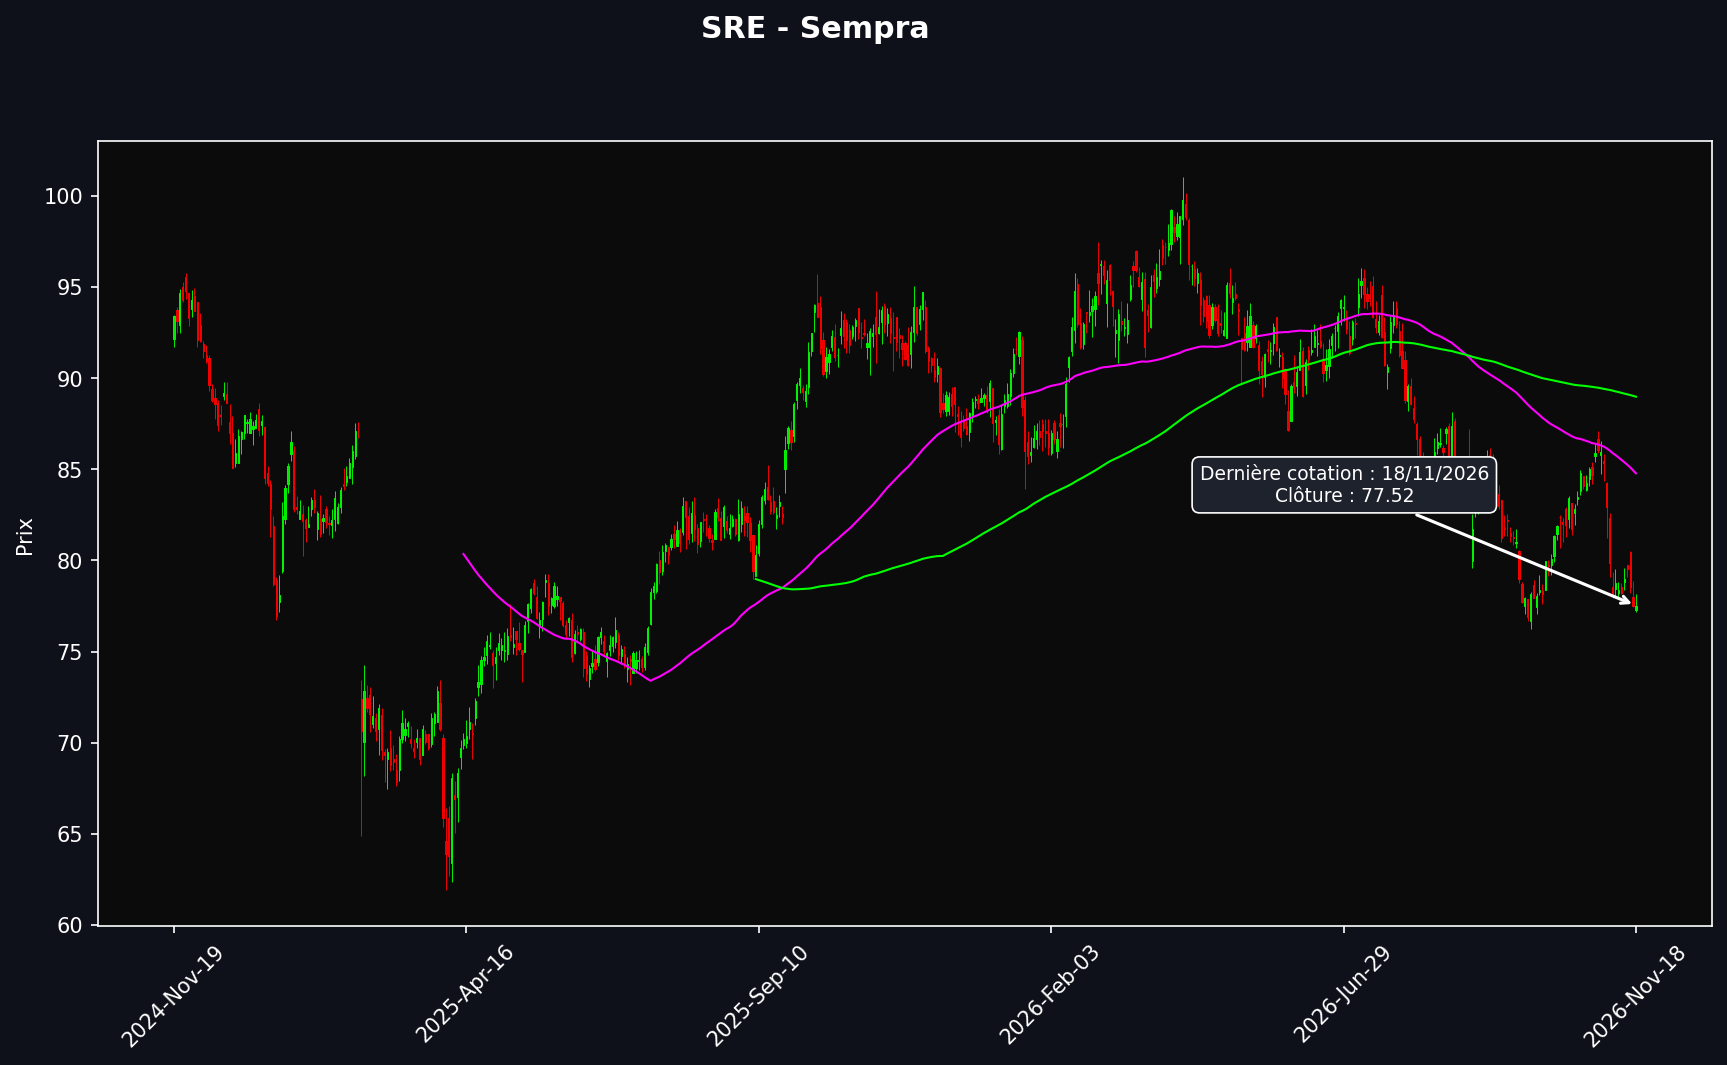 SRE - Sempra
Prix
100
95
90
85
80
75
70
65
60
Dernière cotation : 18/11/2026
Clôture : 77.52
2024-Nov-19
2025-Apr-16
2025-Sep-10
2026-Feb-03
2026-Jun-29
2026-Nov-18